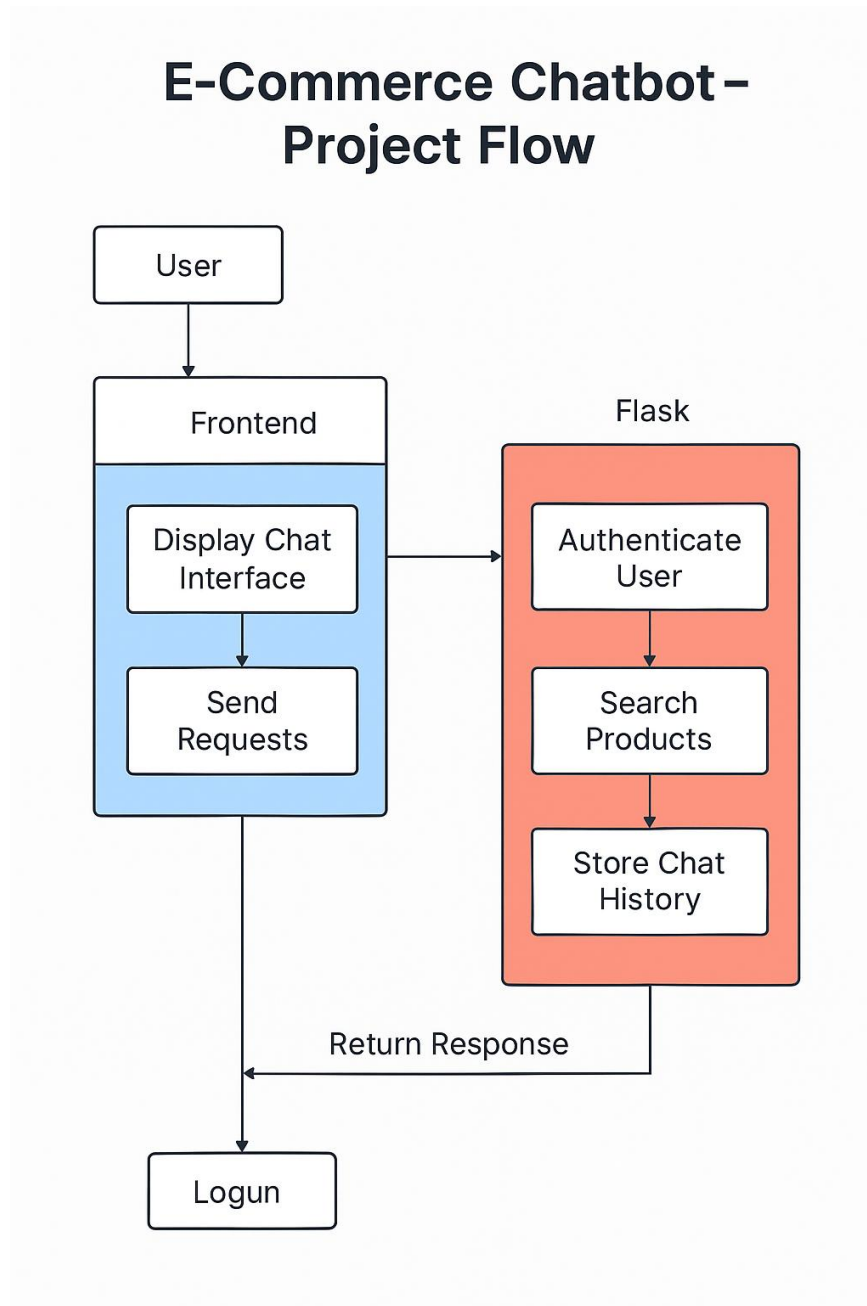 E-Commerce Chatbot –
Project Flow
User
Frontend
Display Chat
Interface
Send
Requests
Flask
Authenticate
User
Search
Products
Store Chat
History
Return Response
Logun